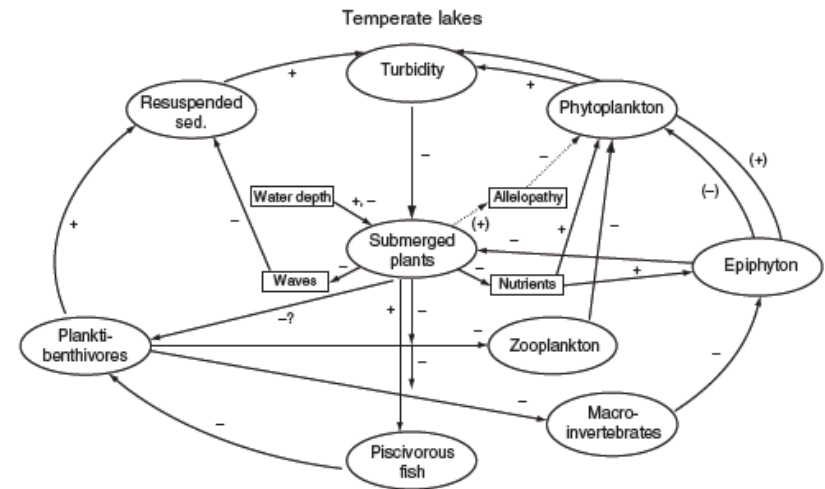 Temperate lakes
Turbidity
+
+
Resuspended
sed.
Phytoplankton
(+)
(–)
–
–
Water depth
+, –
Allelopathy
(+)
+
–
+
–
Submerged
plants
–
Epiphyton
Waves
–
–
Nutrients
+
–?
+
–
Plankti-
benthivores
–
Zooplankton
–
–
–
Macro-
invertebrates
–
Piscivorous
fish